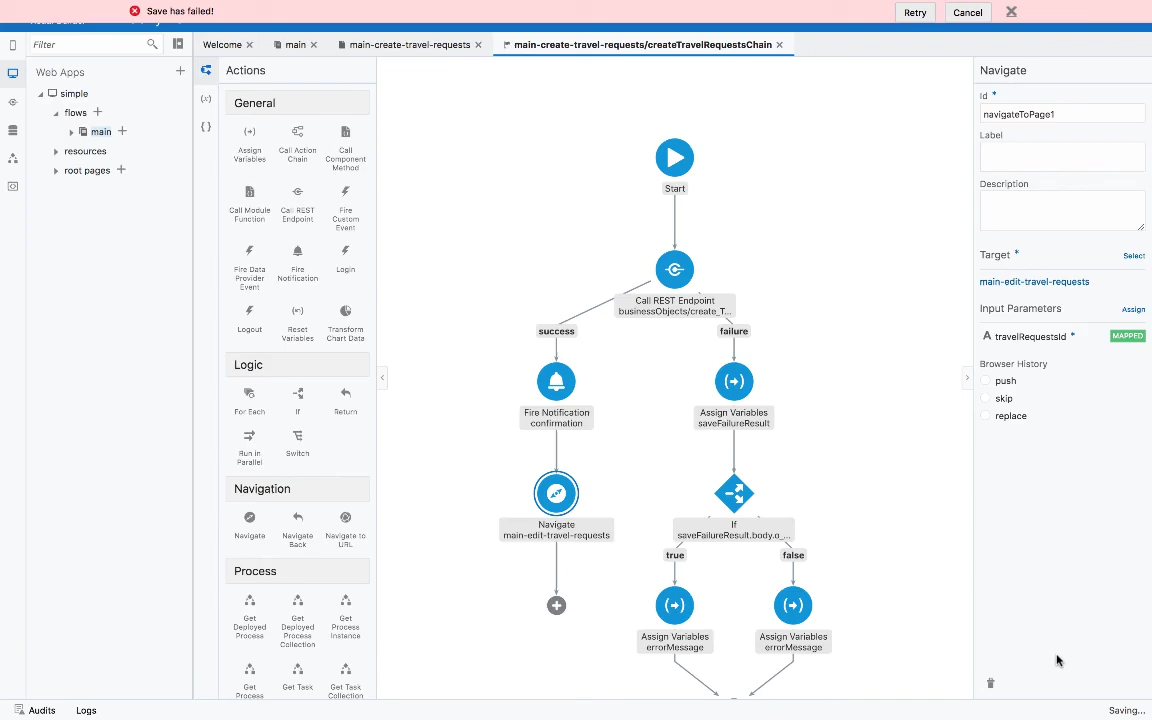 Save has failed!
Retry
Cancel
Filter
Welcome
main
main-create-travel-requests
main-create-travel-requests/createTravelRequestsChain
Web Apps
simple
flows
main
resources
root pages
Actions
General
Assign
Variables
Call Action
Chain
Call
Component
Method
Call Module
Function
Call REST
Endpoint
Fire
Custom
Event
Fire Data
Provider
Event
Fire
Notification
Login
Logout
Reset
Variables
Transform
Chart Data
Logic
For Each
If
Return
Run in
Parallel
Switch
Navigation
Navigate
Navigate
Back
Navigate to
URL
Process
Get
Deployed
Process
Get
Deployed
Process
Collection
Get
Process
Instance
Get
Process
Get Task
Get Task
Collection
Start
Call REST Endpoint
businessObjects/create_T...
success
failure
Fire Notification
confirmation
Assign Variables
saveFailureResult
Navigate
main-edit-travel-requests
If
saveFailureResult.body.o_...
true
false
Assign Variables
errorMessage
Assign Variables
errorMessage
Navigate
Id *
navigateToPage1
Label
Description
Target *
Select
main-edit-travel-requests
Input Parameters
Assign
A travelRequestsId *
MAPPED
Browser History
push
skip
replace
Audits
Logs
Saving...